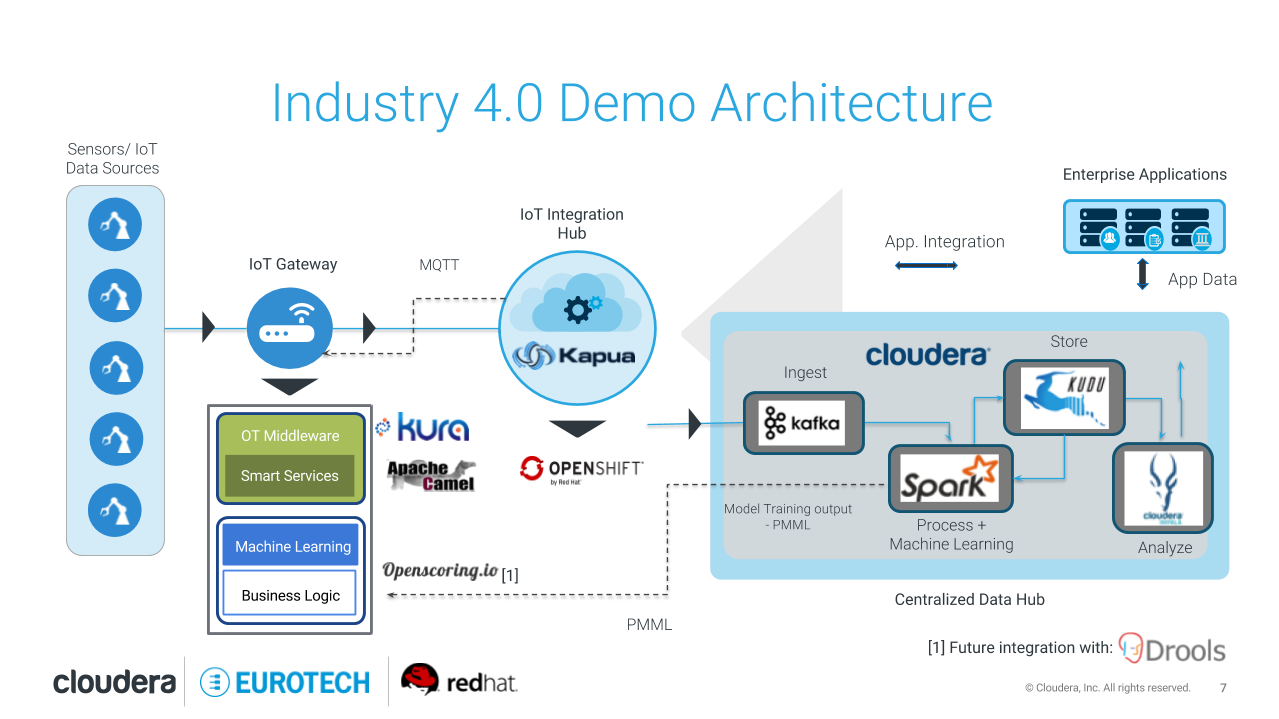 Industry 4.0 Demo Architecture
Sensors/ IoT
Data Sources
IoT Gateway
MQTT
IoT Integration
Hub
Kapua
App. Integration
Enterprise Applications
App Data
OT Middleware
Smart Services
Machine Learning
Business Logic
kura
Apache
Camel
OPENSHIFT
by Red Hat
Openscoring.io [1]
PMML
cloudera
Ingest
kafka
Store
KUDU
Spark
Process +
Machine Learning
cloudera
Analyze
Model Training output
- PMML
Centralized Data Hub
[1] Future integration with: Drools
cloudera
EUROTECH
redhat.
© Cloudera, Inc. All rights reserved. 7